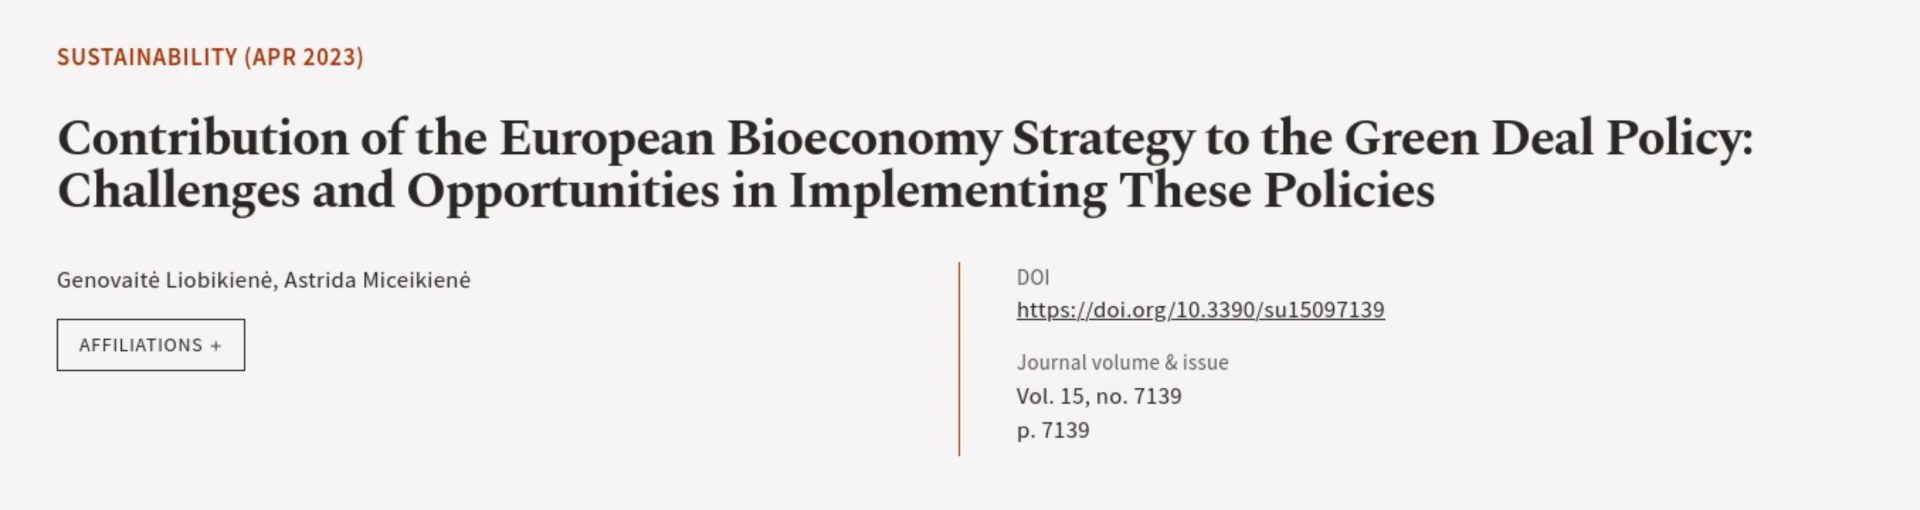 SUSTAINABILITY (APR 2023)
Contribution of the European Bioeconomy Strategy to the Green Deal Policy:
Challenges and Opportunities in Implementing These Policies
Genovaitė Liobikienė, Astrida Miceikienė
AFFILIATIONS +
DOI
https://doi.org/10.3390/su15097139
Journal volume & issue
Vol. 15, no. 7139
p. 7139